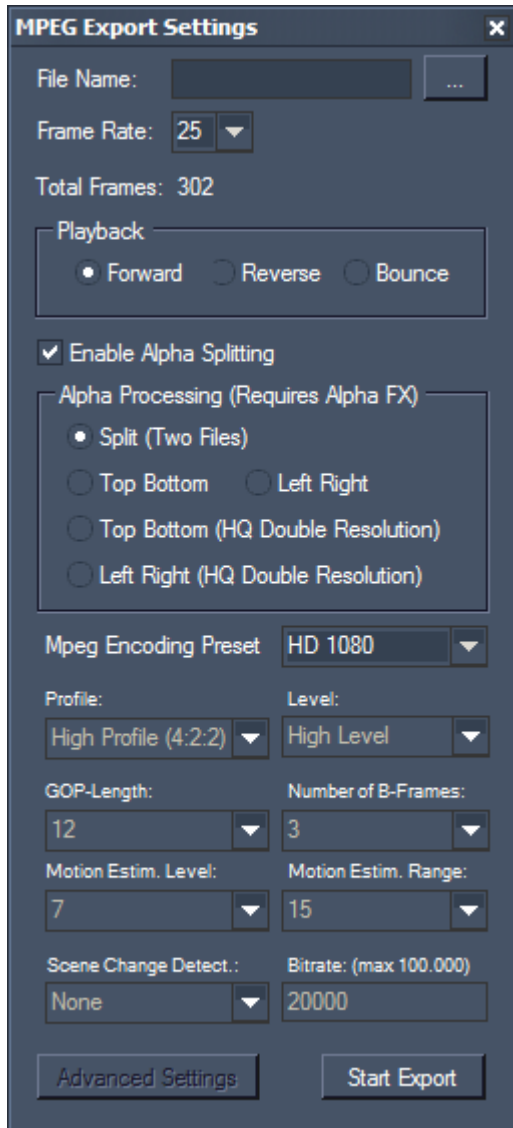 MPEG Export Settings
File Name: ...
Frame Rate: 25
Total Frames: 302
Playback
Forward Reverse Bounce
Enable Alpha Splitting
Alpha Processing (Requires Alpha FX)
Split (Two Files)
Top Bottom Left Right
Top Bottom (HQ Double Resolution)
Left Right (HQ Double Resolution)
Mpeg Encoding Preset HD 1080
Profile: Level:
High Profile (4:2:2) High Level
GOP-Length: Number of B-Frames:
12 3
Motion Estim. Level: Motion Estim. Range:
7 15
Scene Change Detect.: Bitrate: (max 100.000)
None 20000
Advanced Settings Start Export